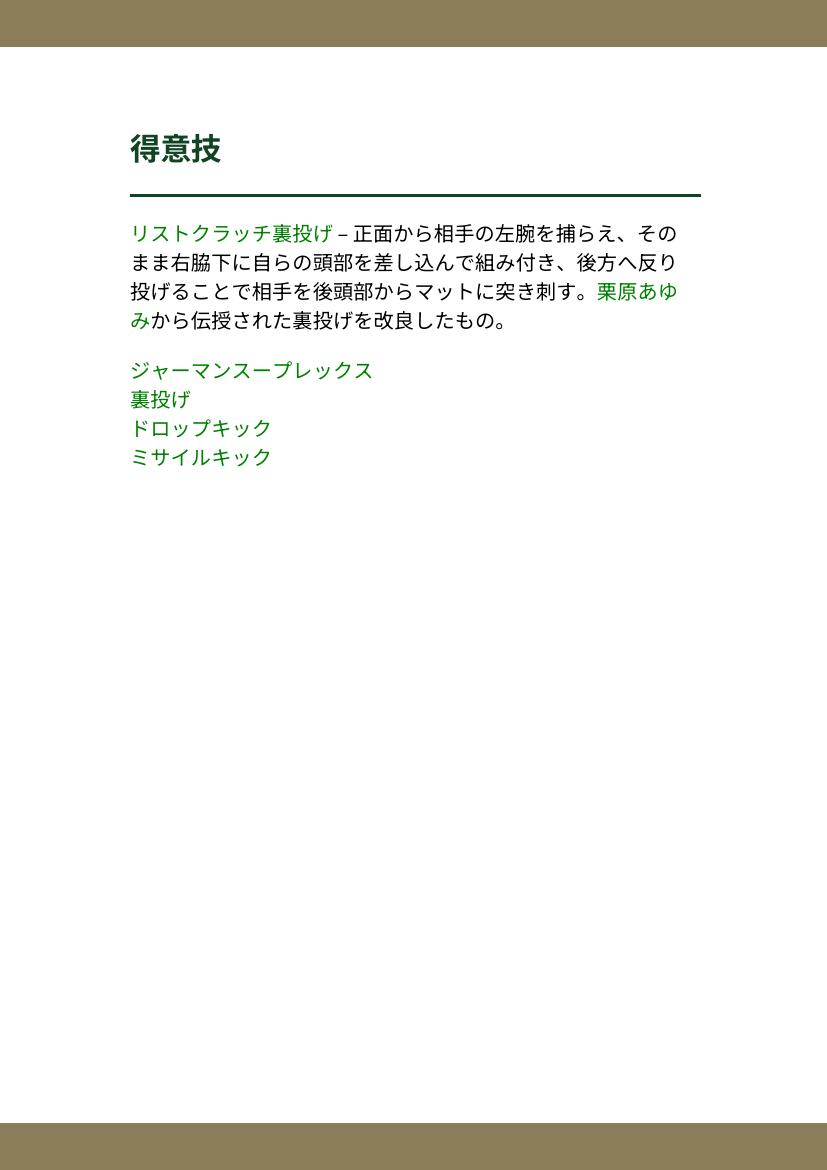 得意技
リストクラッチ裏投げ – 正面から相手の左腕を捕らえ、その
まま右脇下に自らの頭部を差し込んで組み付き、後方へ反り
投げることで相手を後頭部からマットに突き刺す。栗原あゆ
みから伝授された裏投げを改良したもの。
ジャーマンスープレックス
裏投げ
ドロップキック
ミサイルキック